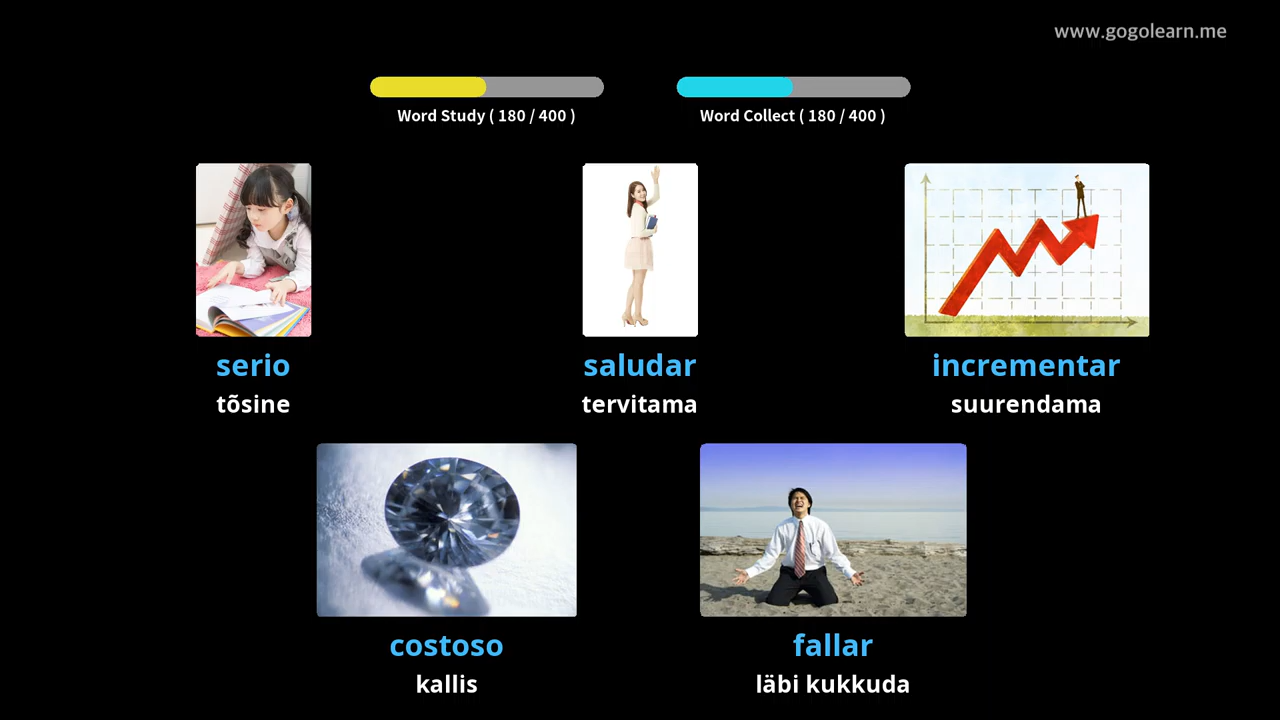 www.gogolearn.me
Word Study ( 180 / 400 )
Word Collect ( 180 / 400 )
serio
tõsine
saludar
tervitama
incrementar
suurendama
costoso
kallis
fallar
läbi kukkuda